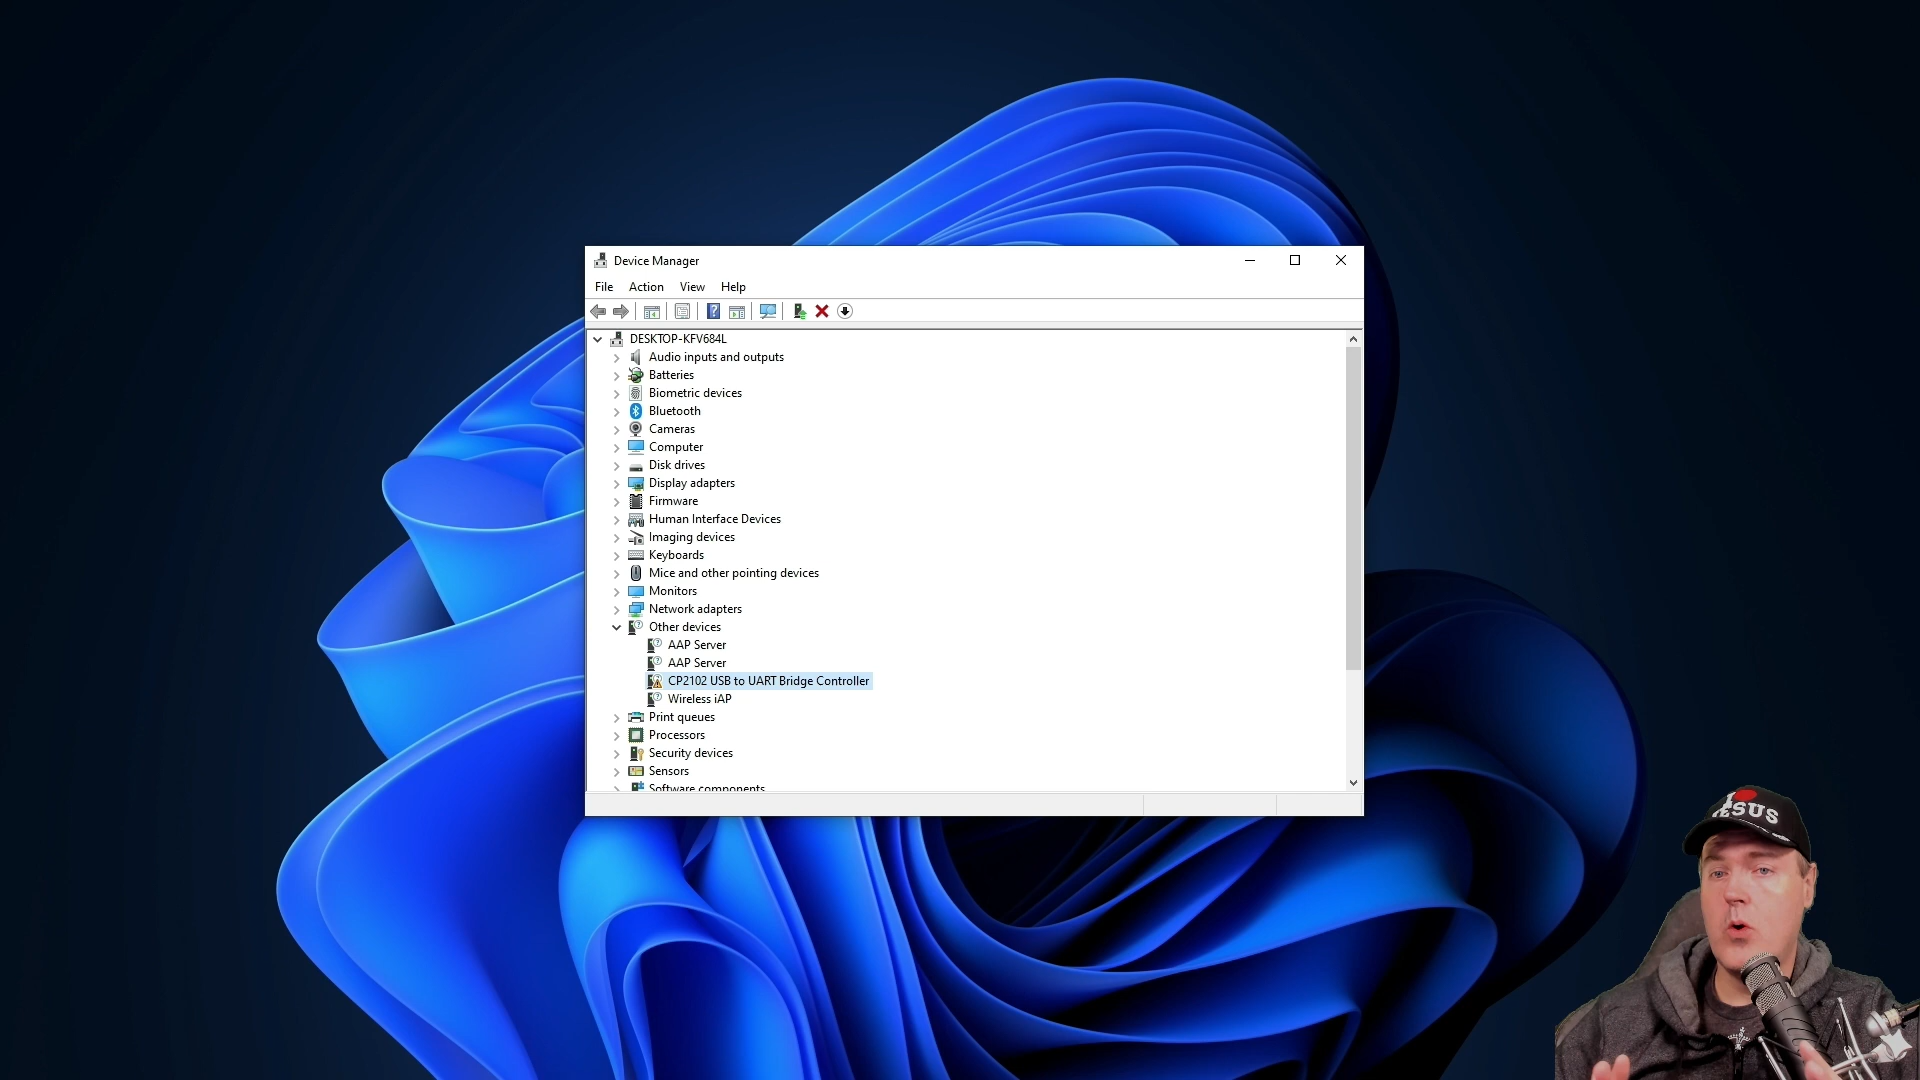 Device Manager
File Action View Help
DESKTOP-KFV684L
Audio inputs and outputs
Batteries
Biometric devices
Bluetooth
Cameras
Computer
Disk drives
Display adapters
Firmware
Human Interface Devices
Imaging devices
Keyboards
Mice and other pointing devices
Monitors
Network adapters
Other devices
AAP Server
AAP Server
CP2102 USB to UART Bridge Controller
Wireless iAP
Print queues
Processors
Security devices
Sensors
Software components
I
JESUS